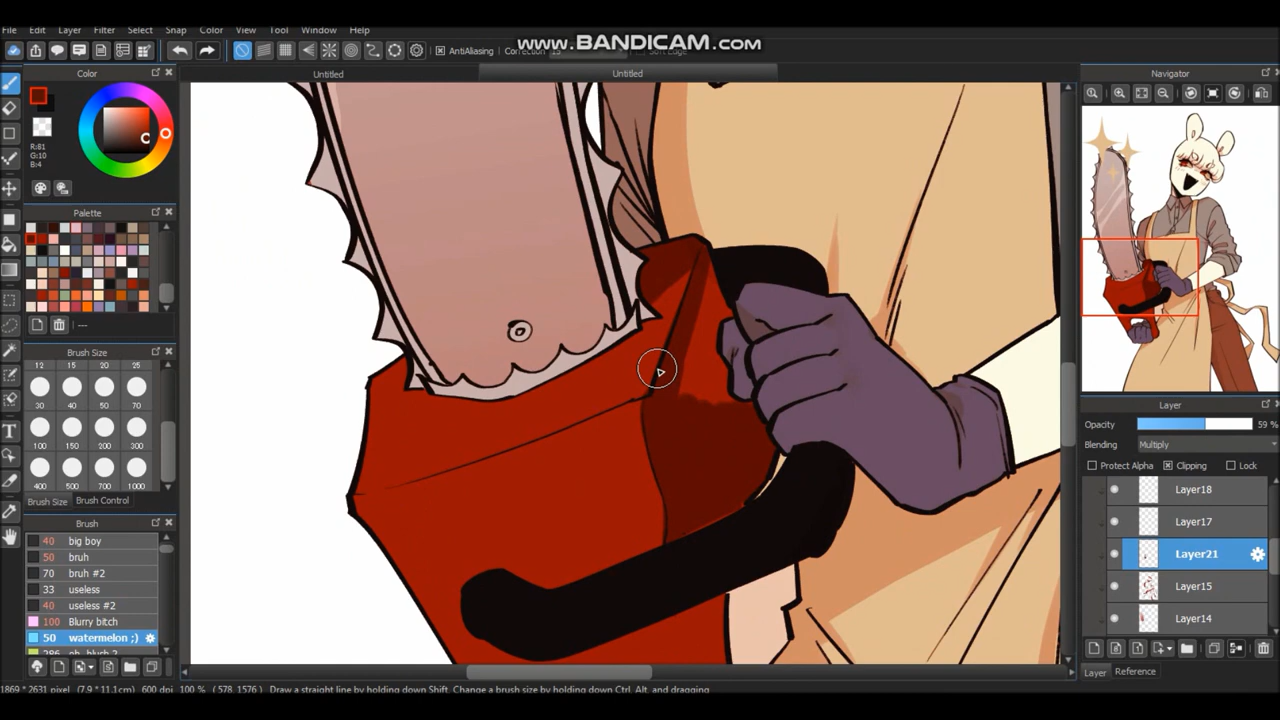 File Edit Layer Filter Select Snap Color View Tool Window Help
www.BANDICAM.com
AntiAliasing Correction
Color
Untitled
Untitled
Navigator
R:81
G:10
B:4
Palette
---
Brush Size
12 15 20 25
30 40 50 70
100 150 200 300
400 500 700 1000
Brush Size Brush Control
Brush
40 big boy
50 bruh
70 bruh #2
33 useless
40 useless #2
100 Blurry bitch
50 watermelon ;)
Layer
Opacity 59 %
Blending Multiply
Protect Alpha Clipping Lock
Layer18
Layer17
Layer21
Layer15
Layer14
Layer Reference
1869 * 2631 pixel (7.9 * 11.1cm) 600 dpi 100 % ( 578, 1576 ) Draw a straight line by holding down Shift, Change a brush size by holding down Ctrl, Alt, and dragging